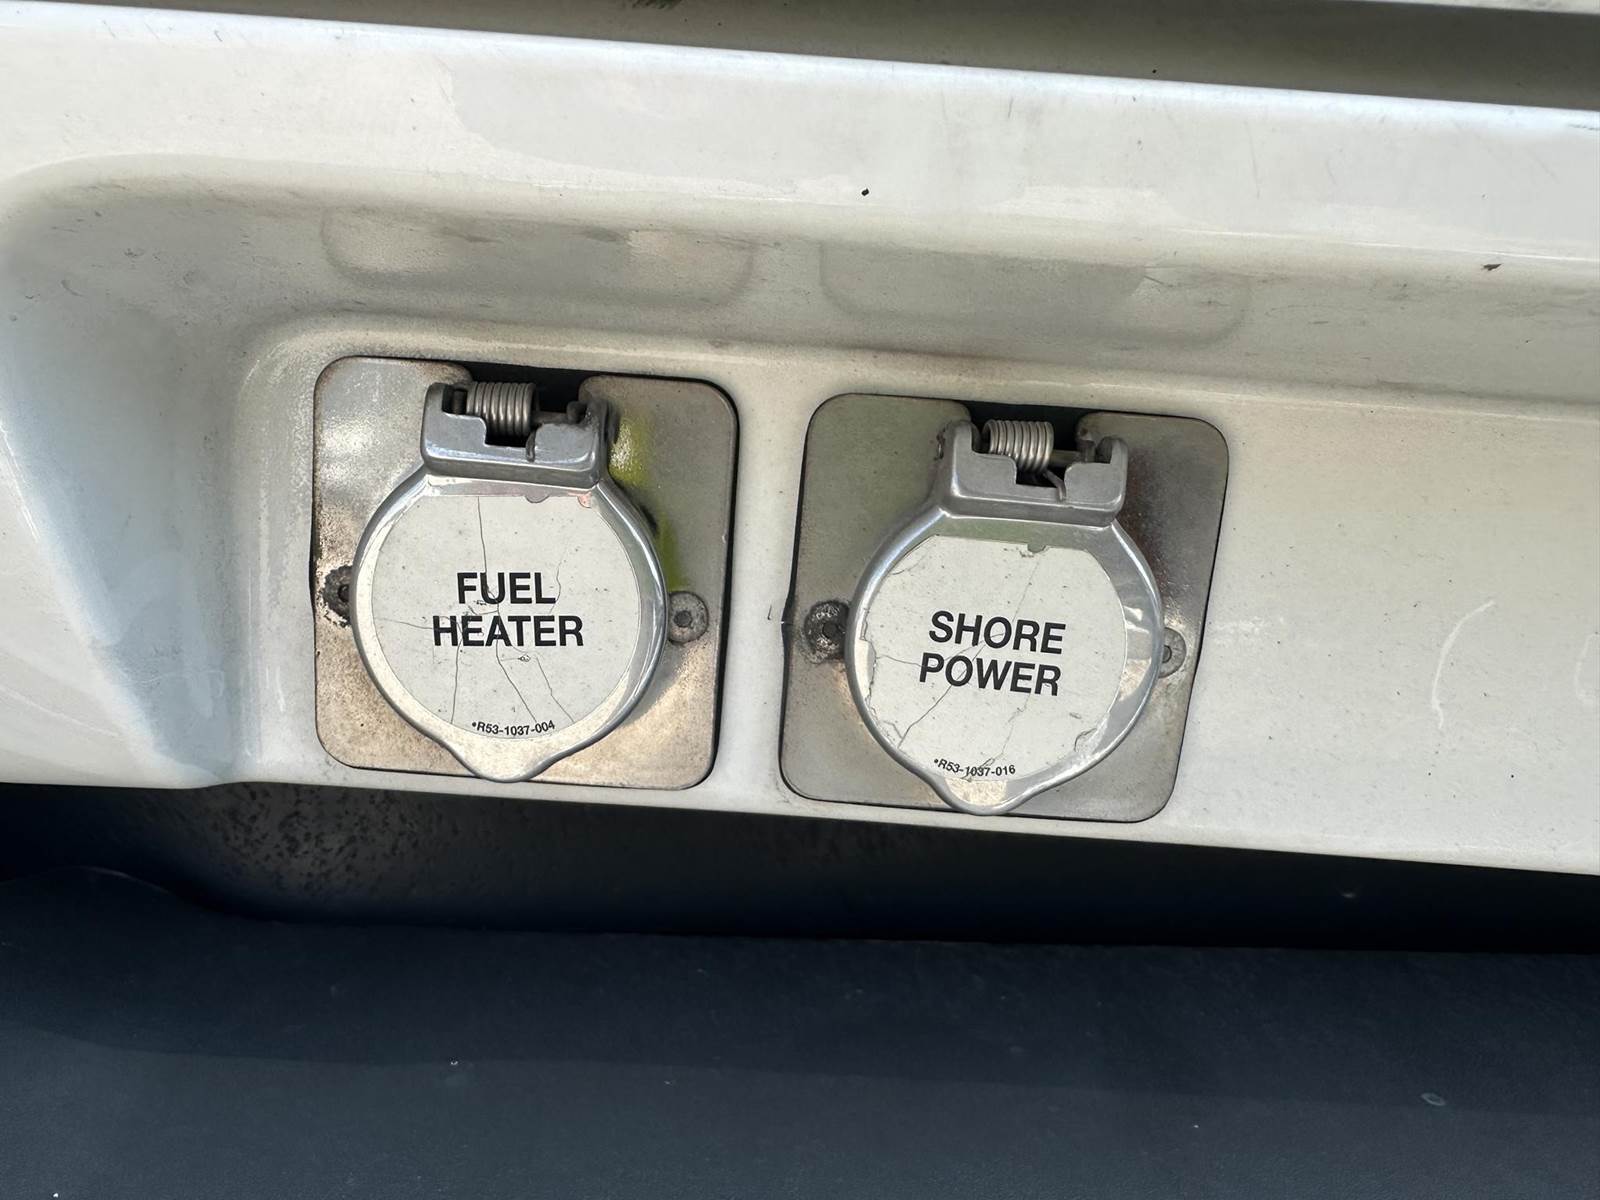 FUEL
HEATER
*R53-1037-004
SHORE
POWER
*R53-1037-016